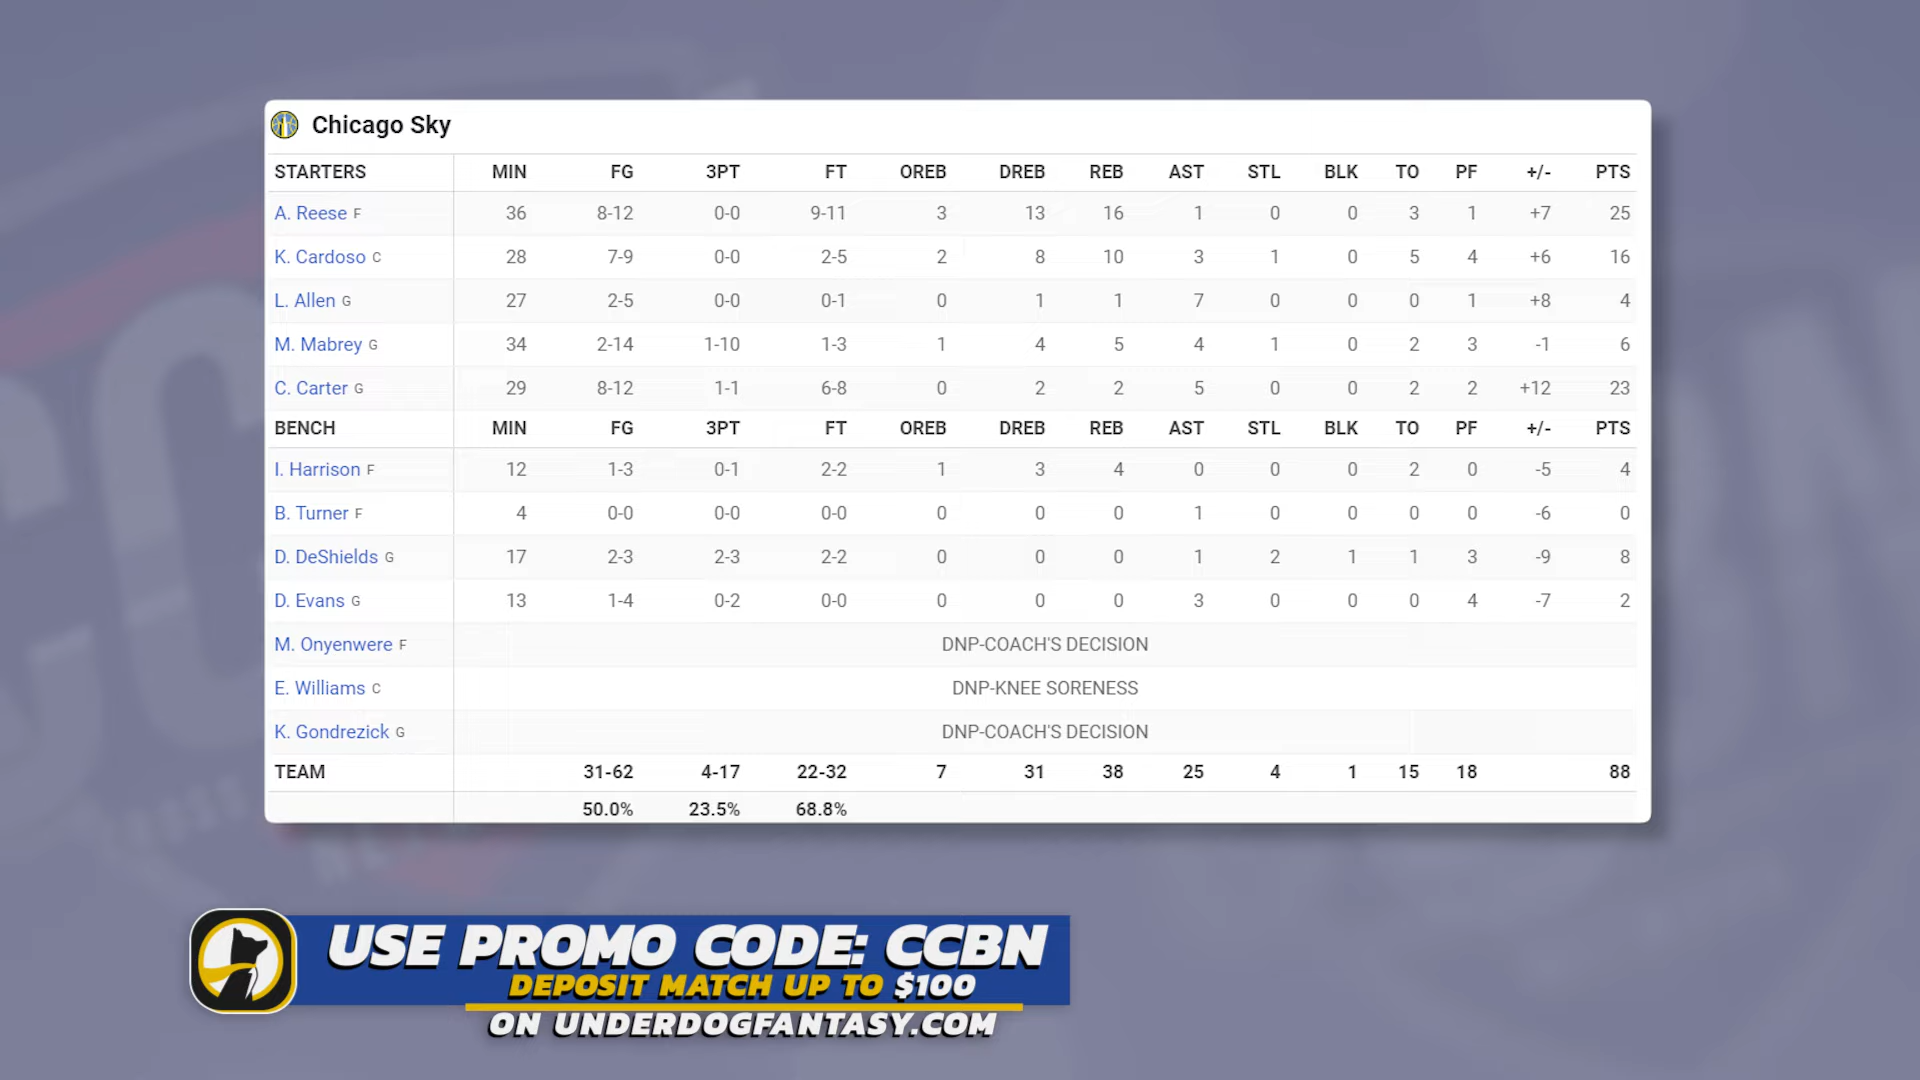 Chicago Sky
STARTERS MIN FG 3PT FT OREB DREB REB AST STL BLK TO PF +/- PTS
A. Reese F 36 8-12 0-0 9-11 3 13 16 1 0 0 3 1 +7 25
K. Cardoso C 28 7-9 0-0 2-5 2 8 10 3 1 0 5 4 +6 16
L. Allen G 27 2-5 0-0 0-1 0 1 1 7 0 0 0 1 +8 4
M. Mabrey G 34 2-14 1-10 1-3 1 4 5 4 1 0 2 3 -1 6
C. Carter G 29 8-12 1-1 6-8 0 2 2 5 0 0 2 2 +12 23
BENCH MIN FG 3PT FT OREB DREB REB AST STL BLK TO PF +/- PTS
I. Harrison F 12 1-3 0-1 2-2 1 3 4 0 0 0 2 0 -5 4
B. Turner F 4 0-0 0-0 0-0 0 0 0 1 0 0 0 0 -6 0
D. DeShields G 17 2-3 2-3 2-2 0 0 0 1 2 1 1 3 -9 8
D. Evans G 13 1-4 0-2 0-0 0 0 0 3 0 0 0 4 -7 2
M. Onyenwere F DNP-COACH'S DECISION
E. Williams C DNP-KNEE SORENESS
K. Gondrezick G DNP-COACH'S DECISION
TEAM 31-62 4-17 22-32 7 31 38 25 4 1 15 18 88
50.0% 23.5% 68.8%
USE PROMO CODE: CCBN
DEPOSIT MATCH UP TO $100
ON UNDERDOGFANTASY.COM